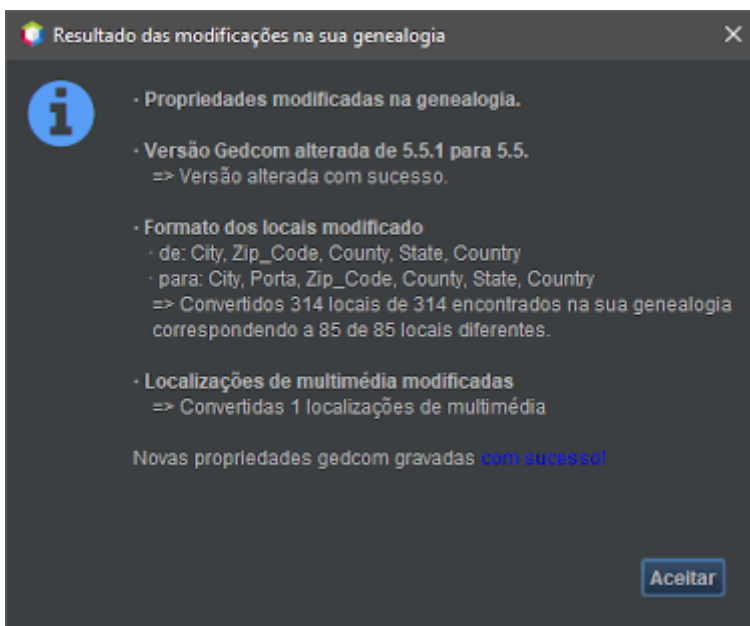 Resultado das modificações na sua genealogia
· Propriedades modificadas na genealogia.
· Versão Gedcom alterada de 5.5.1 para 5.5.
=> Versão alterada com sucesso.
· Formato dos locais modificado
· de: City, Zip_Code, County, State, Country
· para: City, Porta, Zip_Code, County, State, Country
=> Convertidos 314 locais de 314 encontrados na sua genealogia
correspondendo a 85 de 85 locais diferentes.
· Localizações de multimédia modificadas
=> Convertidas 1 localizações de multimédia
Novas propriedades gedcom gravadas com sucesso!
Aceitar